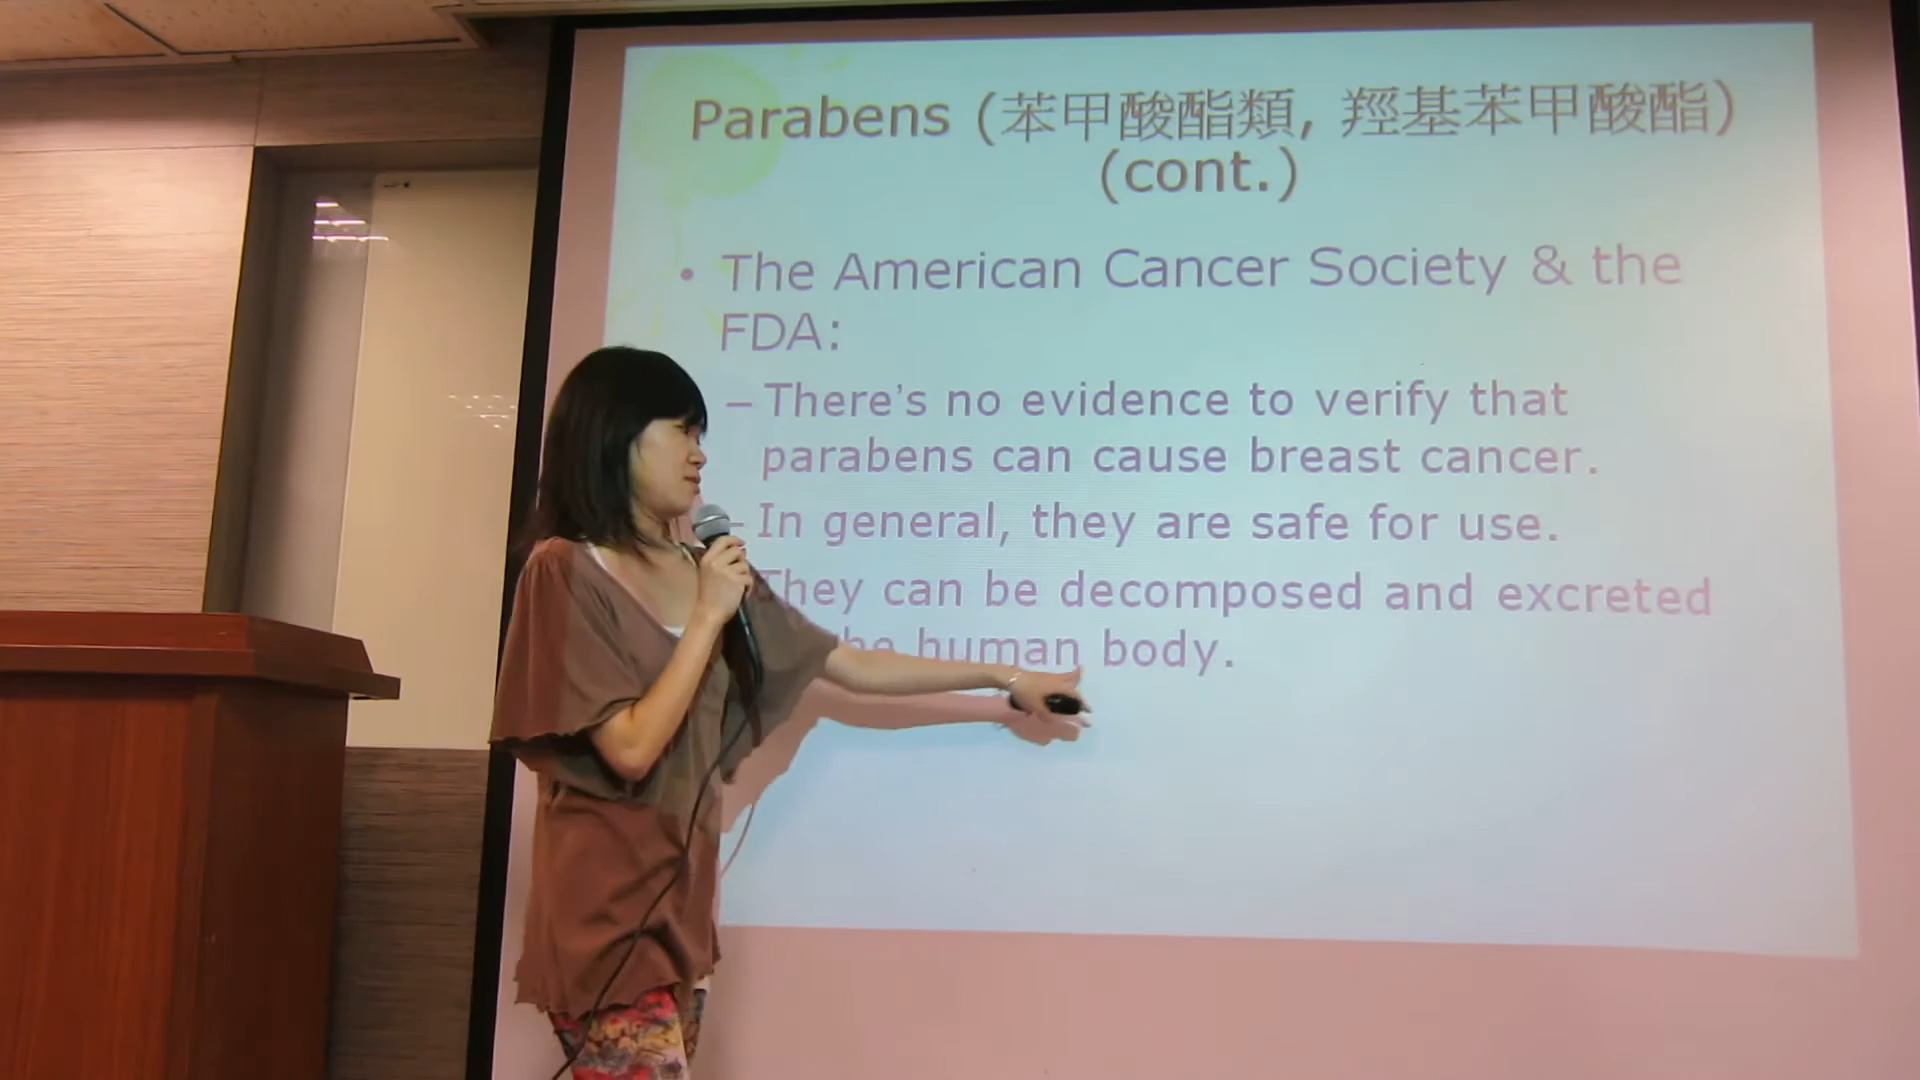 Parabens (苯甲酸酯類, 羥基苯甲酸酯)
(cont.)
• The American Cancer Society & the
FDA:
– There's no evidence to verify that
parabens can cause breast cancer.
– In general, they are safe for use.
They can be decomposed and excreted
human body.